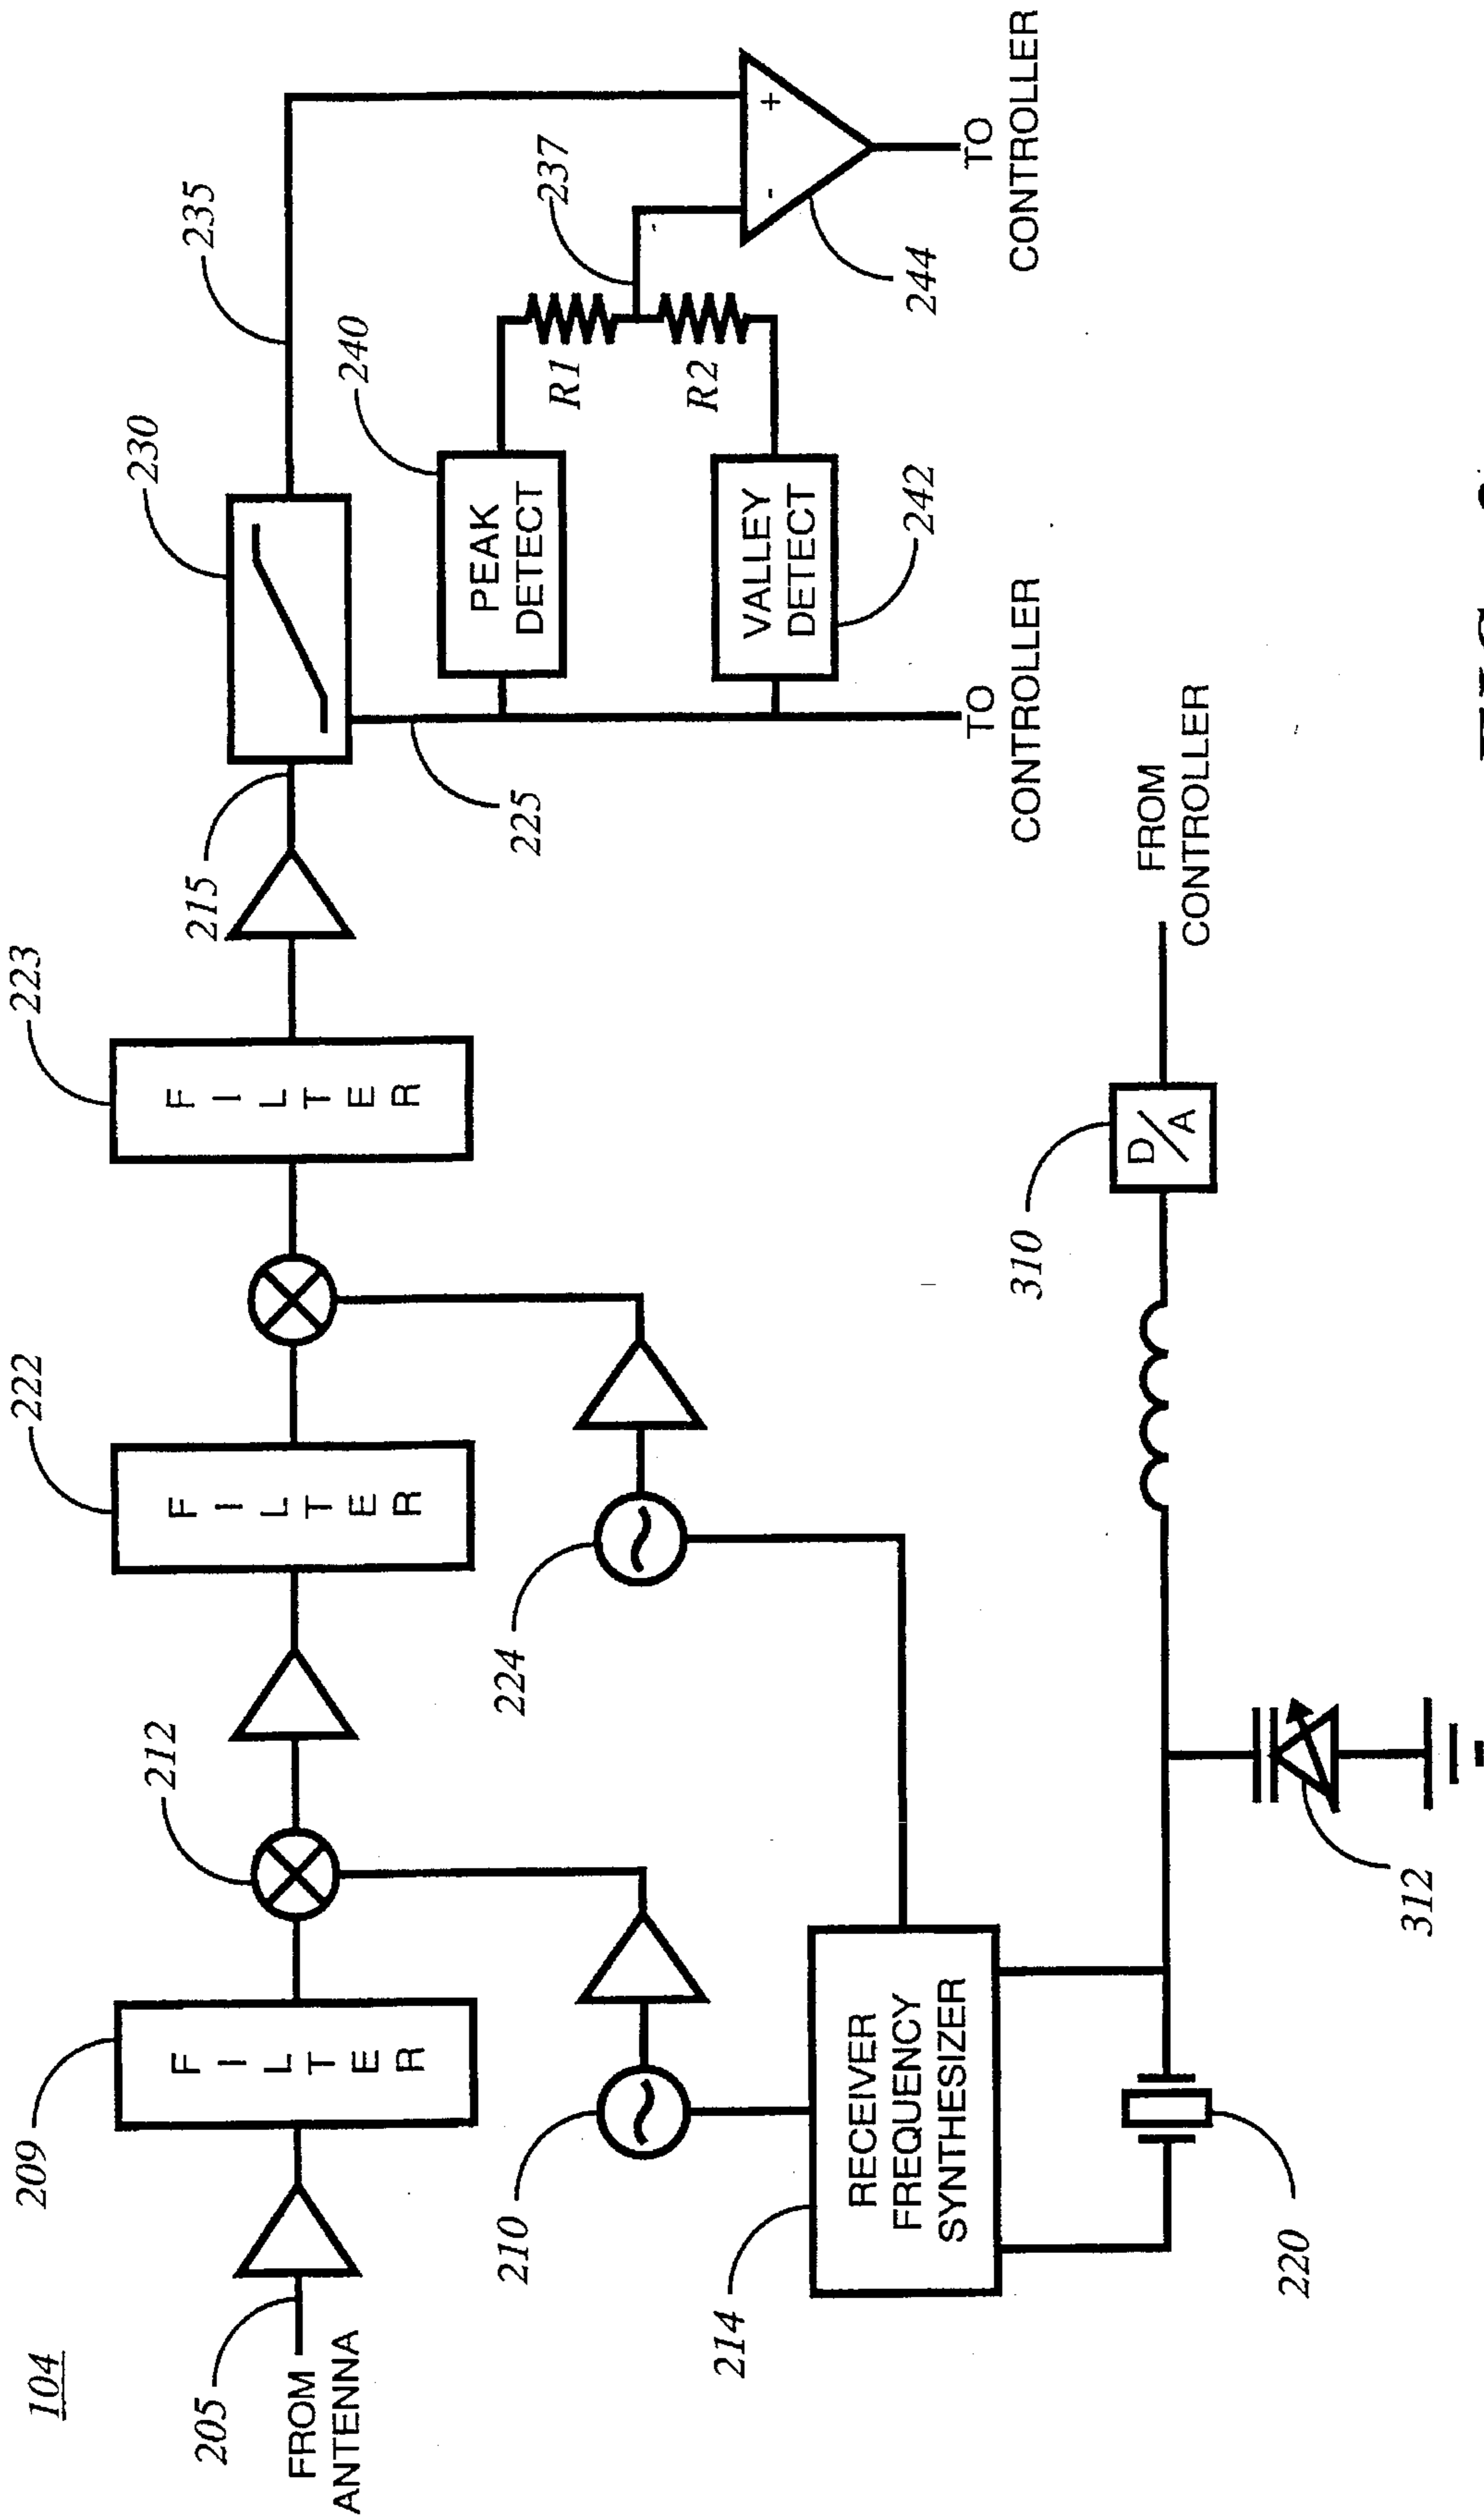 104
205
FROM
ANTENNA
209
FILTER
212
222
FILTER
223
FILTER
215
230
235
210
224
214
RECEIVER
FREQUENCY
SYNTHESIZER
220
312
310
D/A
FROM
CONTROLLER
225
TO
CONTROLLER
PEAK
DETECT
240
VALLEY
DETECT
242
R1
R2
237
-
+
244
TO
CONTROLLER